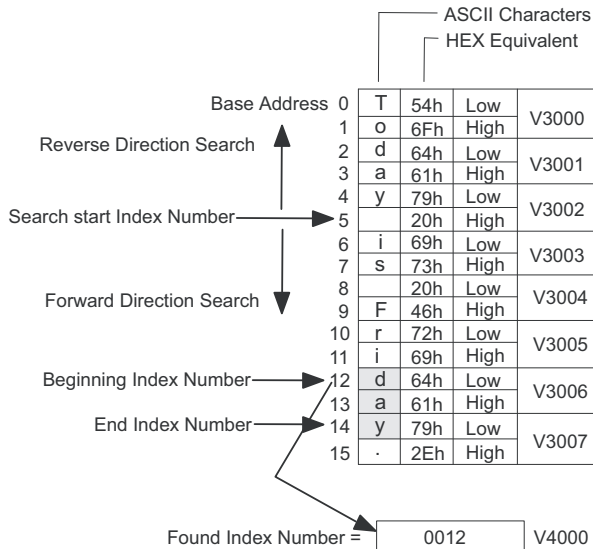 ASCII Characters
HEX Equivalent
Base Address 0 T 54h Low V3000
1 o 6Fh High
Reverse Direction Search
2 d 64h Low V3001
3 a 61h High
4 y 79h Low V3002
Search start Index Number 5 20h High
6 i 69h Low V3003
7 s 73h High
Forward Direction Search
8 20h Low V3004
9 F 46h High
10 r 72h Low V3005
11 i 69h High
Beginning Index Number 12 d 64h Low V3006
13 a 61h High
End Index Number 14 y 79h Low V3007
15 . 2Eh High
Found Index Number = 0012 V4000